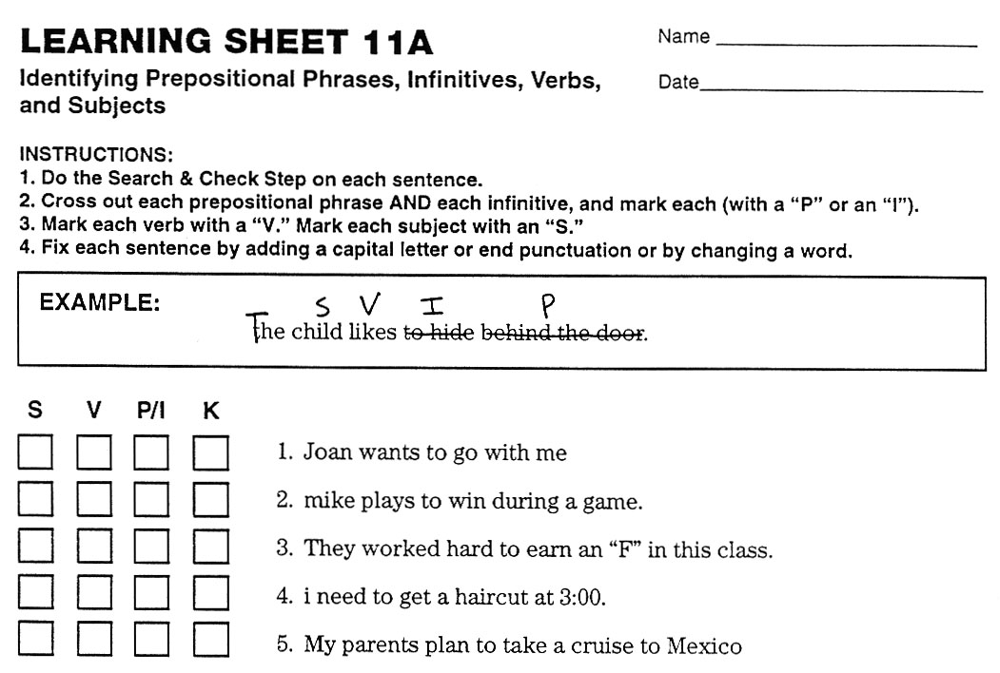 LEARNING SHEET 11A
Name
Identifying Prepositional Phrases, Infinitives, Verbs,
and Subjects
Date
INSTRUCTIONS:
1. Do the Search & Check Step on each sentence.
2. Cross out each prepositional phrase AND each infinitive, and mark each (with a “P” or an “I”).
3. Mark each verb with a “V.” Mark each subject with an “S.”
4. Fix each sentence by adding a capital letter or end punctuation or by changing a word.
EXAMPLE:
S V I P
The child likes to hide behind the door.
S V P/I K
1. Joan wants to go with me
2. mike plays to win during a game.
3. They worked hard to earn an “F” in this class.
4. i need to get a haircut at 3:00.
5. My parents plan to take a cruise to Mexico